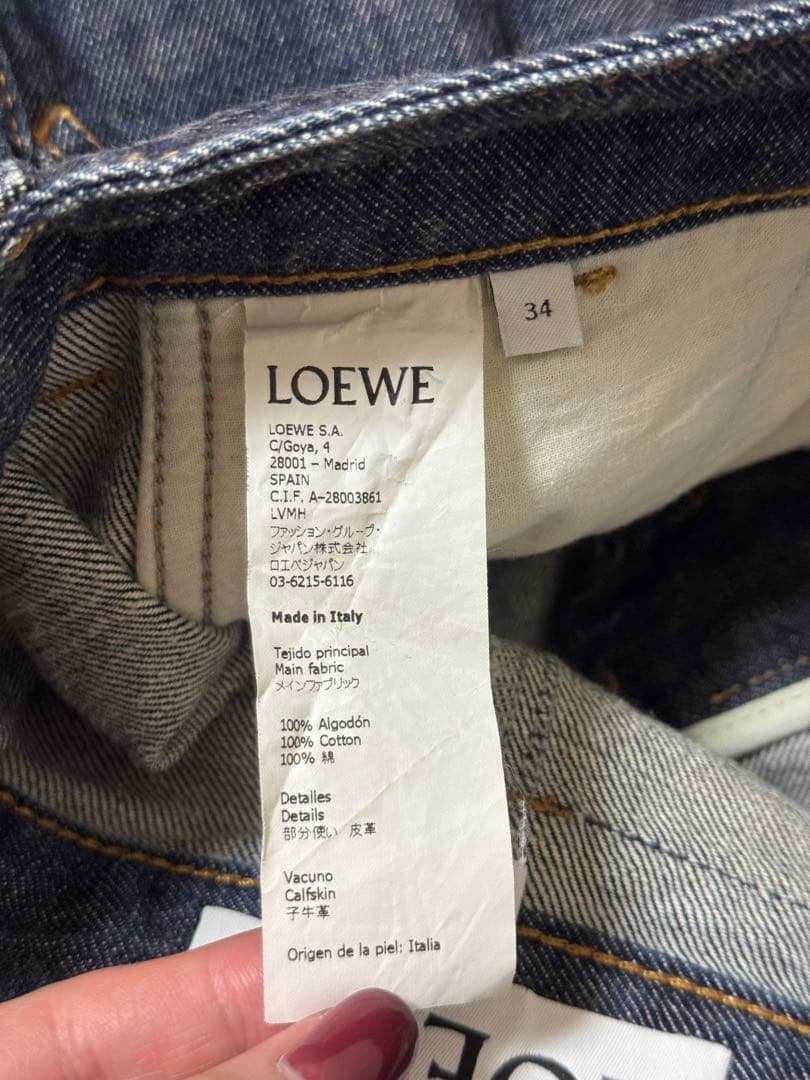 34
LOEWE
LOEWE S.A.
C/Goya, 4
28001 – Madrid
SPAIN
C.I.F. A–28003861
LVMH
ファッション・グループ・
ジャパン株式会社
ロエベジャパン
03-6215-6116
Made in Italy
Tejido principal
Main fabric
メインファブリック
100% Algodón
100% Cotton
100% 綿
Detalles
Details
部分使い 皮革
Vacuno
Calfskin
子牛革
Origen de la piel: Italia